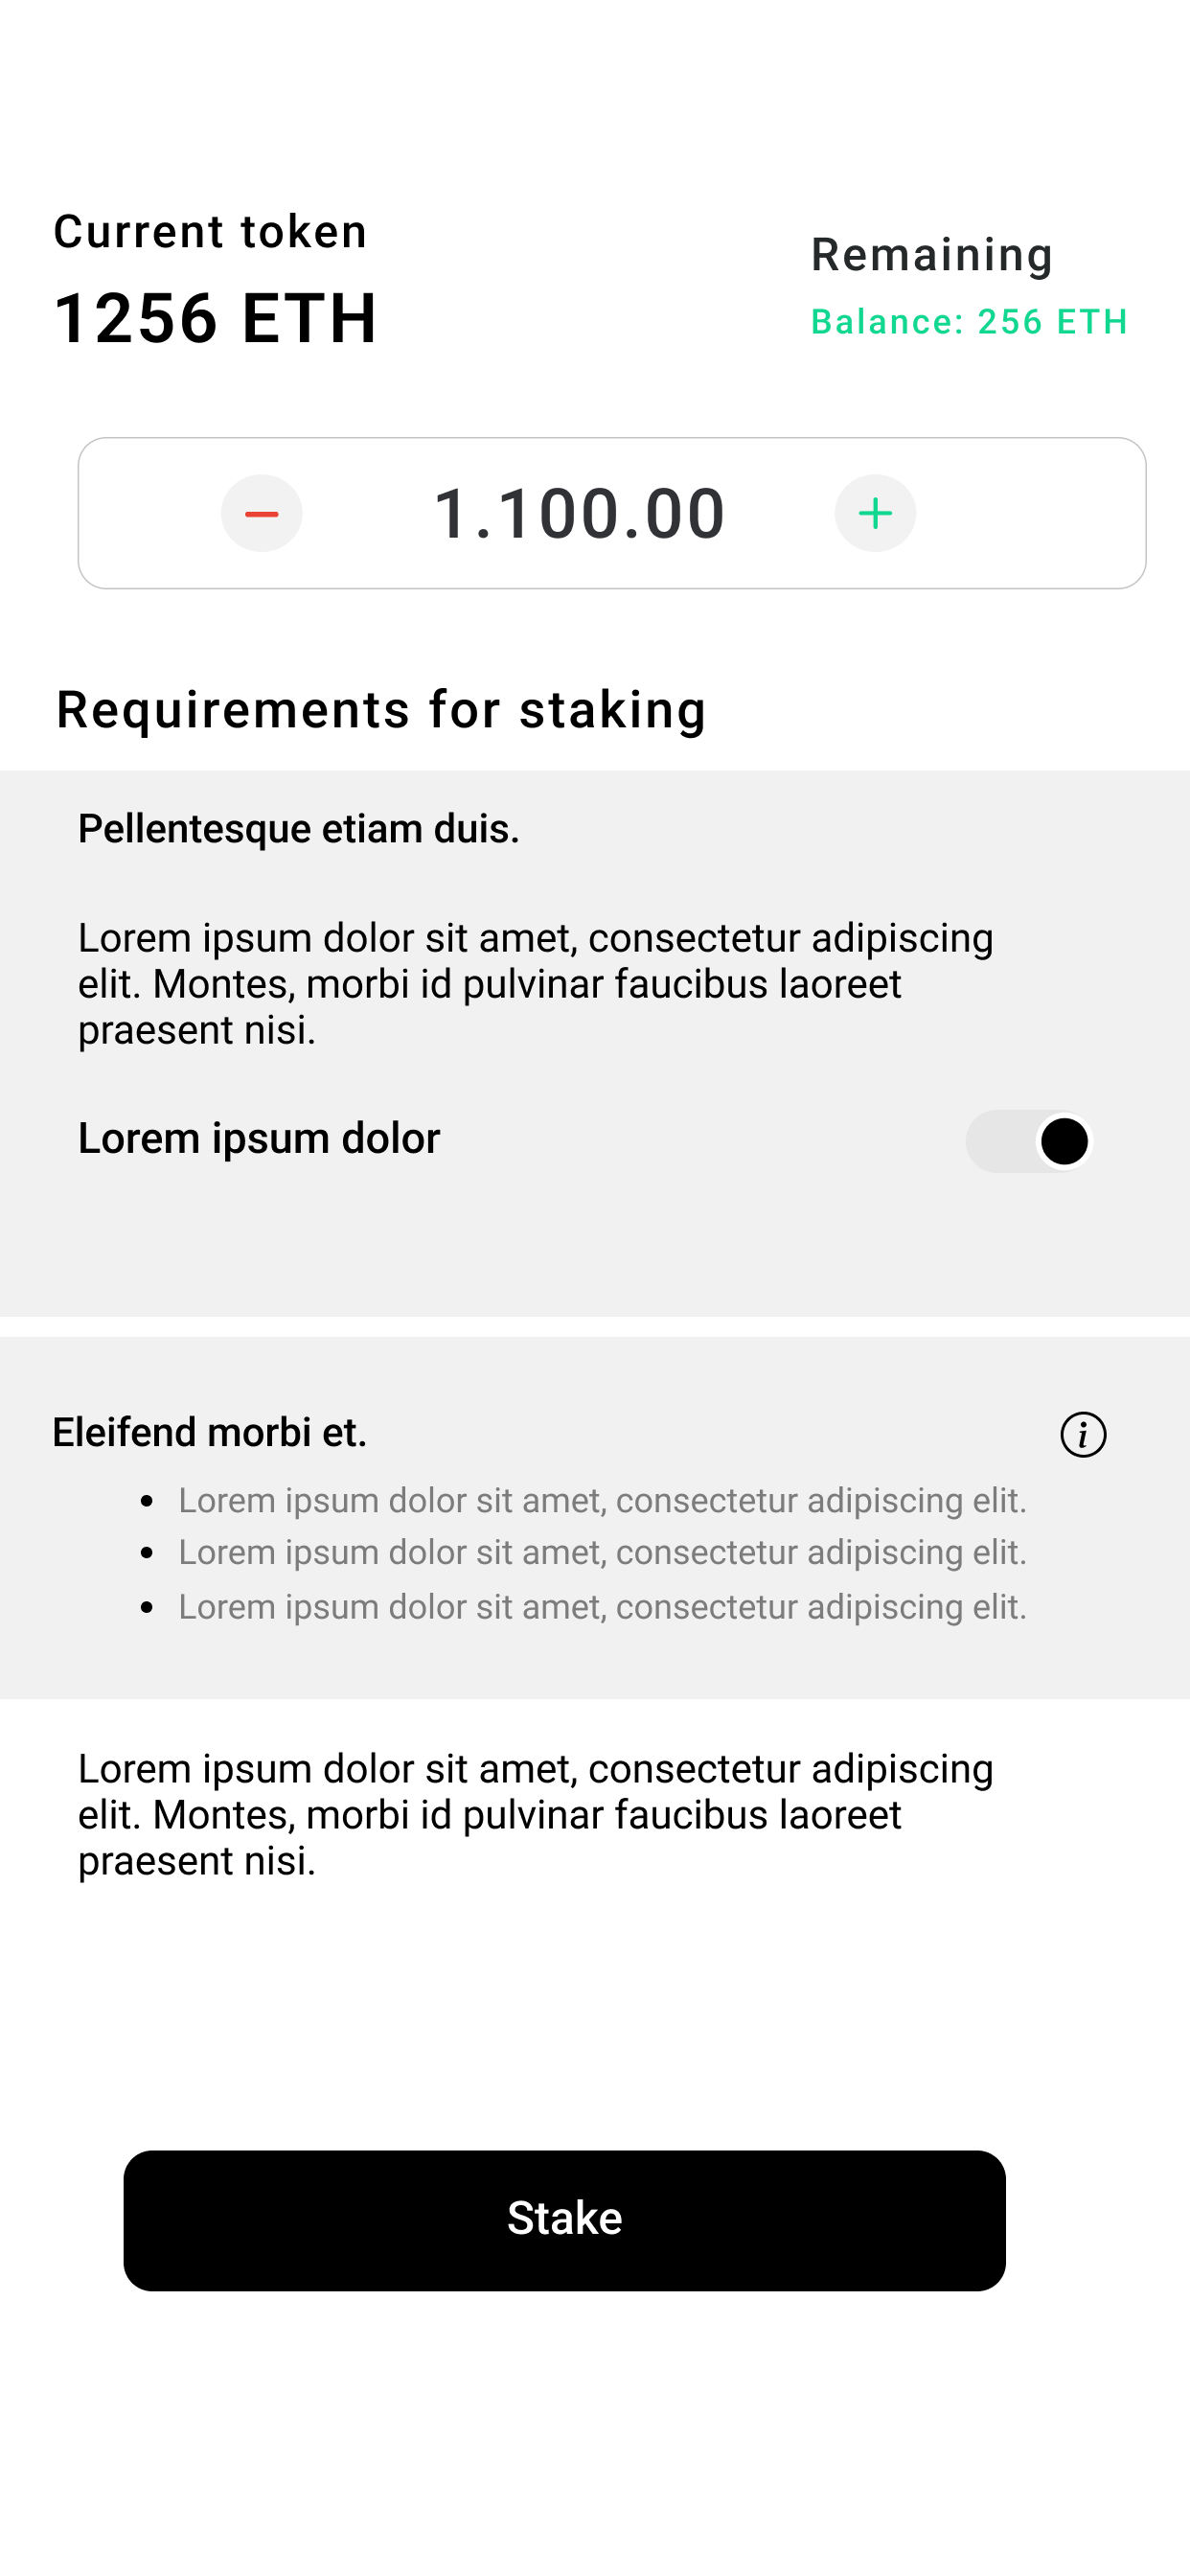 Current token
1256 ETH
Remaining
Balance: 256 ETH
1.100.00
Requirements for staking
Pellentesque etiam duis.
Lorem ipsum dolor sit amet, consectetur adipiscing
elit. Montes, morbi id pulvinar faucibus laoreet
praesent nisi.
Lorem ipsum dolor
Eleifend morbi et.
i
• Lorem ipsum dolor sit amet, consectetur adipiscing elit.
• Lorem ipsum dolor sit amet, consectetur adipiscing elit.
• Lorem ipsum dolor sit amet, consectetur adipiscing elit.
Lorem ipsum dolor sit amet, consectetur adipiscing
elit. Montes, morbi id pulvinar faucibus laoreet
praesent nisi.
Stake